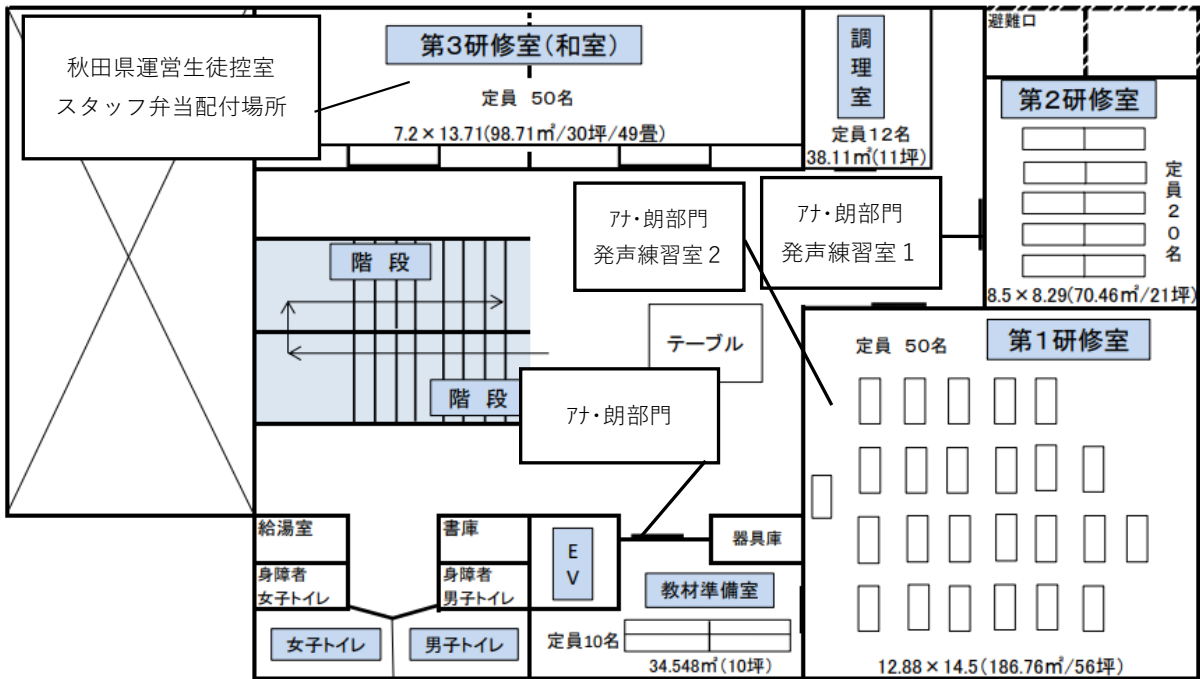 秋田県運営生徒控室
スタッフ弁当配付場所
第3研修室(和室)
定員 50名
7.2×13.71(98.71㎡/30坪/49畳)
調理室
定員12名
38.11㎡(11坪)
避難口
第2研修室
定員20名
8.5×8.29(70.46㎡/21坪)
ｱﾅ・朗部門
発声練習室２
ｱﾅ・朗部門
発声練習室１
階 段
階 段
テーブル
ｱﾅ・朗部門
定員 50名
第1研修室
12.88×14.5(186.76㎡/56坪)
給湯室
身障者
女子トイレ
書庫
身障者
男子トイレ
EV
器具庫
教材準備室
定員10名
34.548㎡(10坪)
女子トイレ
男子トイレ